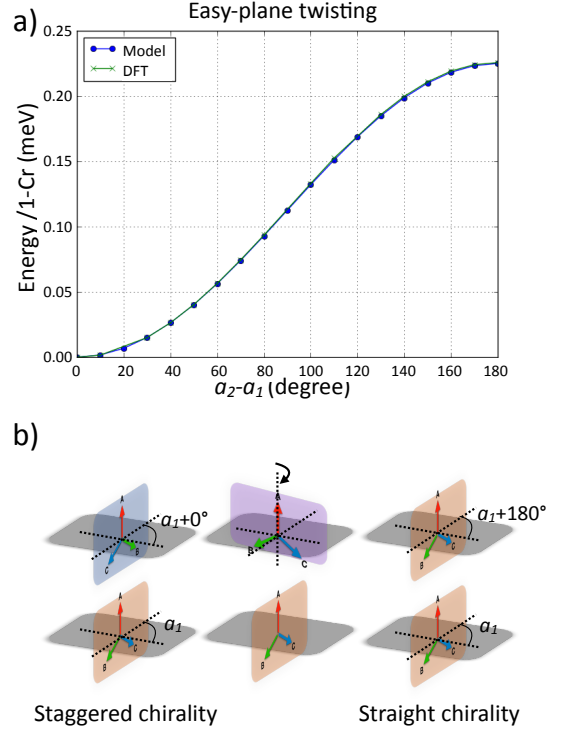 a)
Easy-plane twisting
Energy /1-Cr (meV)
0.25
0.20
0.15
0.10
0.05
0.00
Model
DFT
0 20 40 60 80 100 120 140 160 180
a₂-a₁ (degree)
b)
A
B
C
a₁+0°
A
B
C
A
B
C
a₁+180°
A
B
C
a₁
A
B
A
B
C
a₁
Staggered chirality
Straight chirality